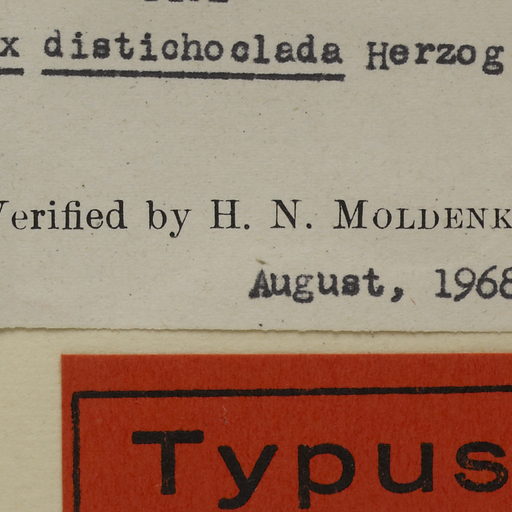 x distichoclada Herzog
Verified by H. N. MOLDENK
August, 1968
Typus